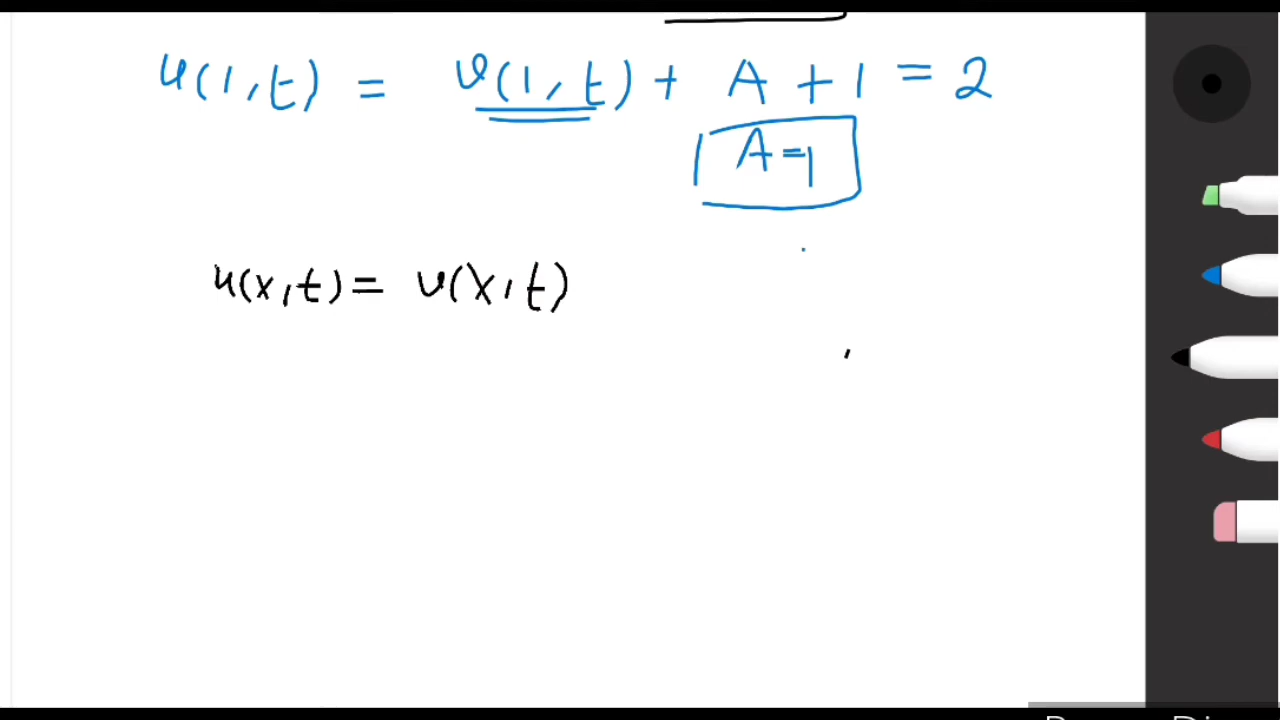 u(1,t) = v(1,t) + A + 1 = 2
A = 1
u(x,t) = v(x,t)